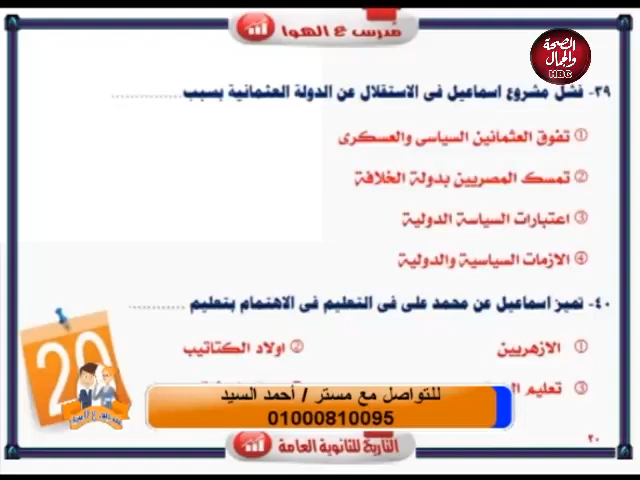 مدرس ع الهوا
الصحة
والجمال
HBC
٣٩- فشل مشروع اسماعيل فى الاستقلال عن الدولة العثمانية بسبب..............
① تفوق العثمانين السياسى والعسكرى
② تمسك المصريين بدولة الخلافة
③ اعتبارات السياسة الدولية
④ الازمات السياسية والدولية
٤٠- تميز اسماعيل عن محمد على فى التعليم فى الاهتمام بتعليم ............
① الازهريين ② اولاد الكتاتيب
③ تعليم
20
للتواصل مع مستر / أحمد السيد
01000810095
التاريخ للثانوية العامة
٢٠